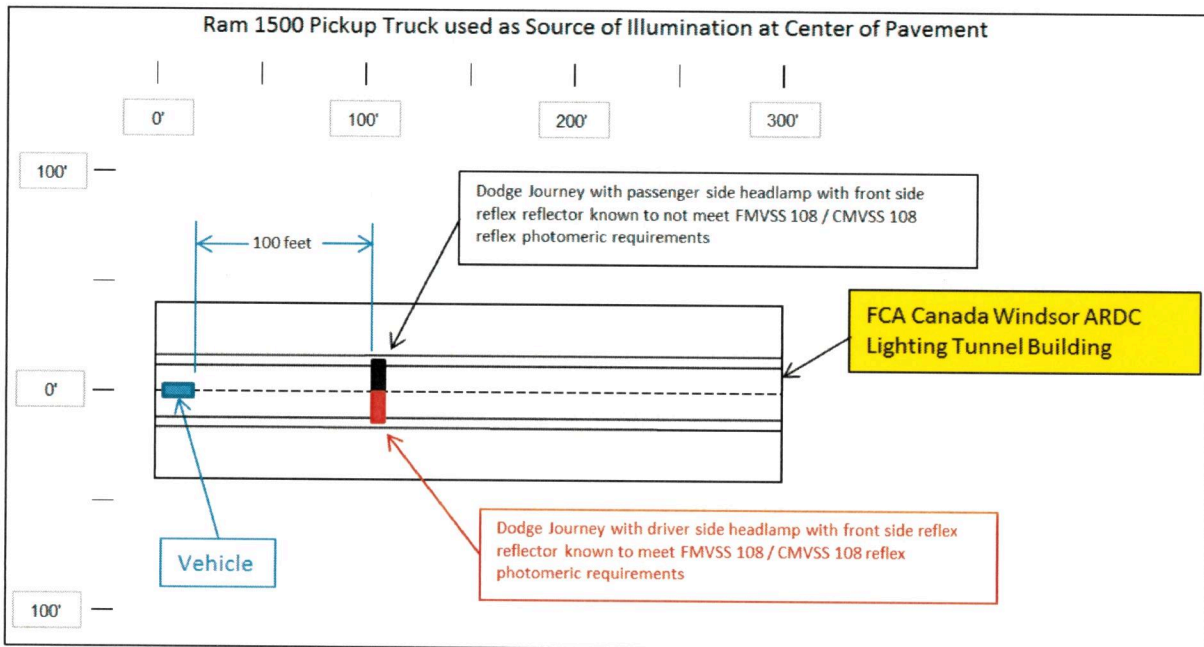 Ram 1500 Pickup Truck used as Source of Illumination at Center of Pavement
0'
100'
200'
300'
100'
Dodge Journey with passenger side headlamp with front side
reflex reflector known to not meet FMVSS 108 / CMVSS 108
reflex photomeric requirements
100 feet
FCA Canada Windsor ARDC
Lighting Tunnel Building
0'
Dodge Journey with driver side headlamp with front side reflex
reflector known to meet FMVSS 108 / CMVSS 108 reflex
photomeric requirements
Vehicle
100'